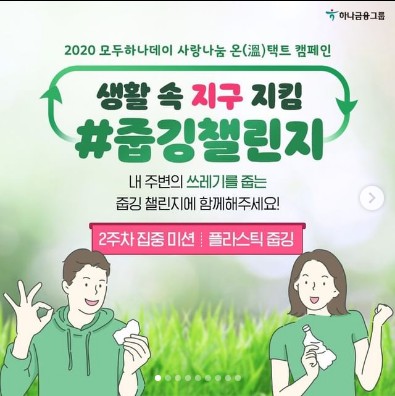 하나금융그룹
2020 모두하나데이 사랑나눔 온(溫)택트 캠페인
생활 속 지구 지킴
#줍깅챌린지
내 주변의 쓰레기를 줍는
줍깅 챌린지에 함께해주세요!
2주차 집중 미션 플라스틱 줍깅